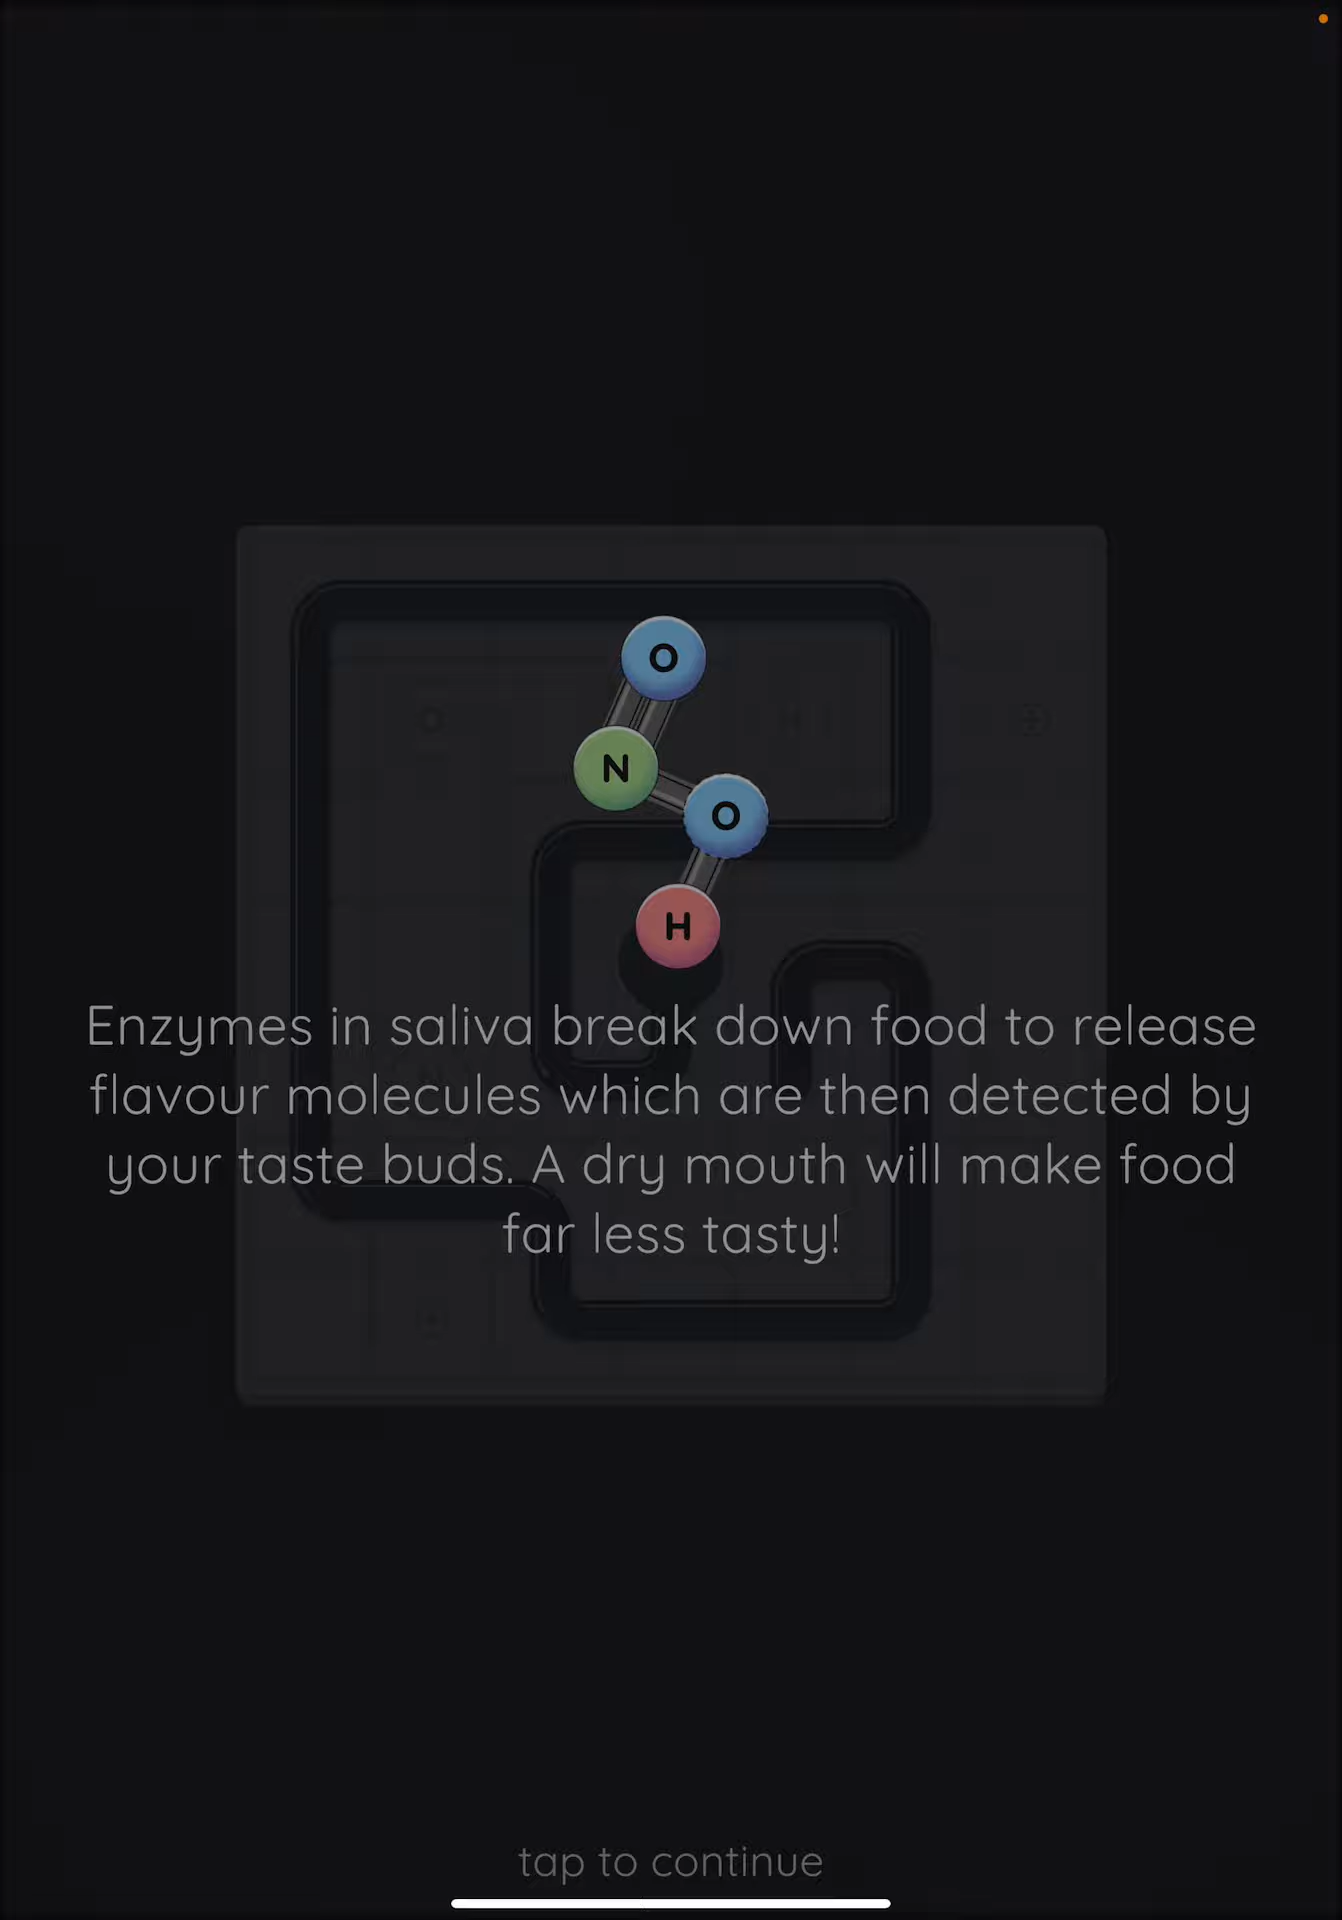 O
N
O
H
Enzymes in saliva break down food to release
flavour molecules which are then detected by
your taste buds. A dry mouth will make food
far less tasty!
tap to continue